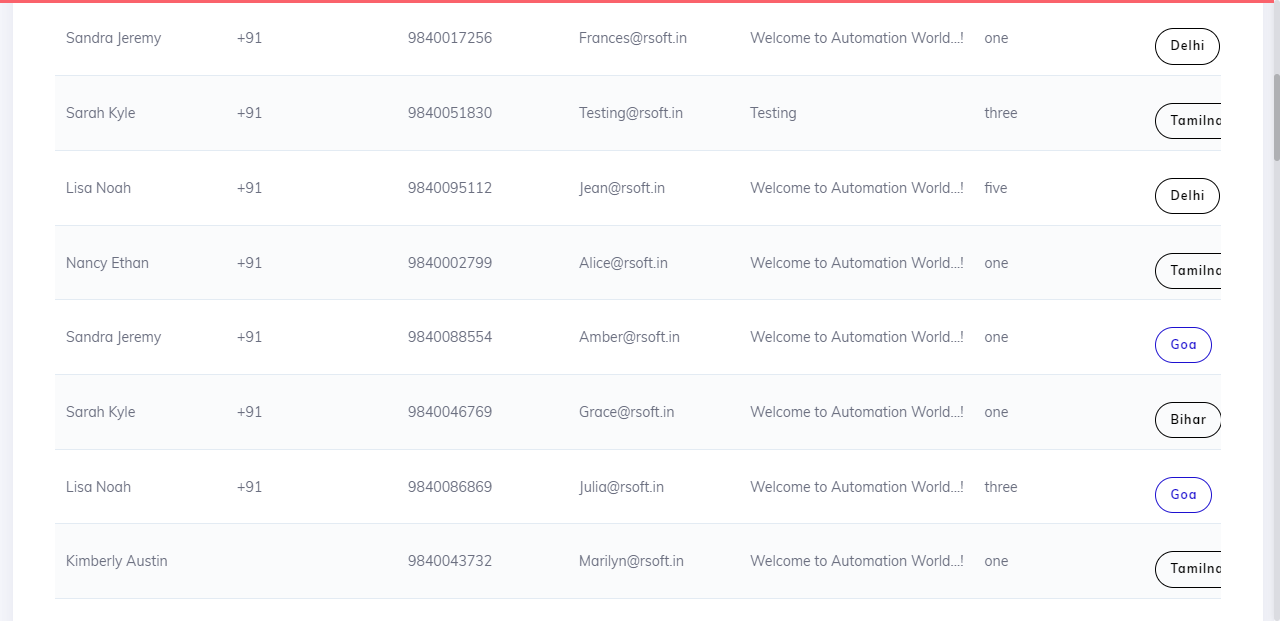 Sandra Jeremy +91 9840017256 Frances@rsoft.in Welcome to Automation World...! one Delhi
Sarah Kyle +91 9840051830 Testing@rsoft.in Testing three Tamilna
Lisa Noah +91 9840095112 Jean@rsoft.in Welcome to Automation World...! five Delhi
Nancy Ethan +91 9840002799 Alice@rsoft.in Welcome to Automation World...! one Tamilna
Sandra Jeremy +91 9840088554 Amber@rsoft.in Welcome to Automation World...! one Goa
Sarah Kyle +91 9840046769 Grace@rsoft.in Welcome to Automation World...! one Bihar
Lisa Noah +91 9840086869 Julia@rsoft.in Welcome to Automation World...! three Goa
Kimberly Austin 9840043732 Marilyn@rsoft.in Welcome to Automation World...! one Tamilna